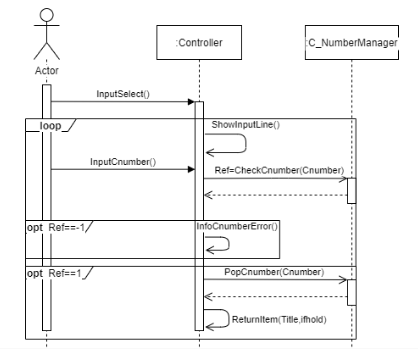 :Controller
:C_NumberManager
Actor
InputSelect()
loop
ShowInputLine()
InputCnumber()
Ref=CheckCnumber(Cnumber)
opt Ref==-1
InfoCnumberError()
opt Ref==1
PopCnumber(Cnumber)
ReturnItem(Title,ifhold)